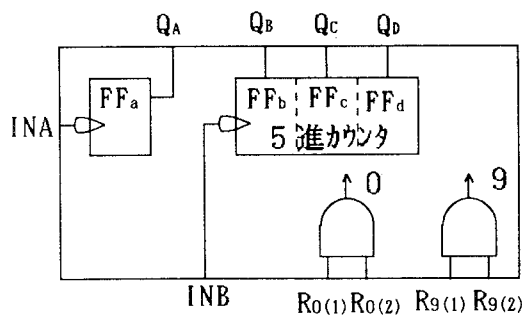 QA QB QC QD
FFa FFb FFc FFd
INA
5進カウンタ
0 9
INB R0(1) R0(2) R9(1) R9(2)